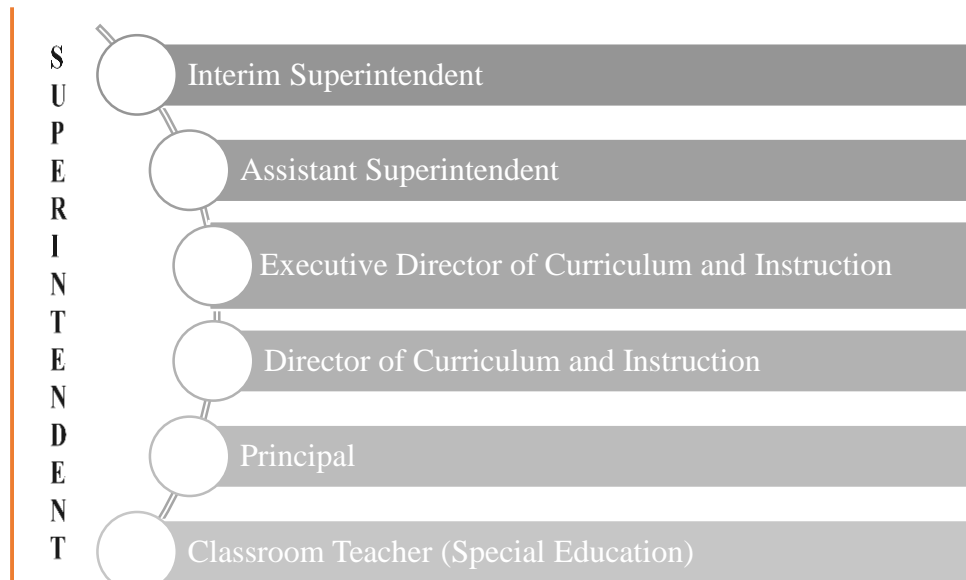 SUPERINTENDENT
Interim Superintendent
Assistant Superintendent
Executive Director of Curriculum and Instruction
Director of Curriculum and Instruction
Principal
Classroom Teacher (Special Education)